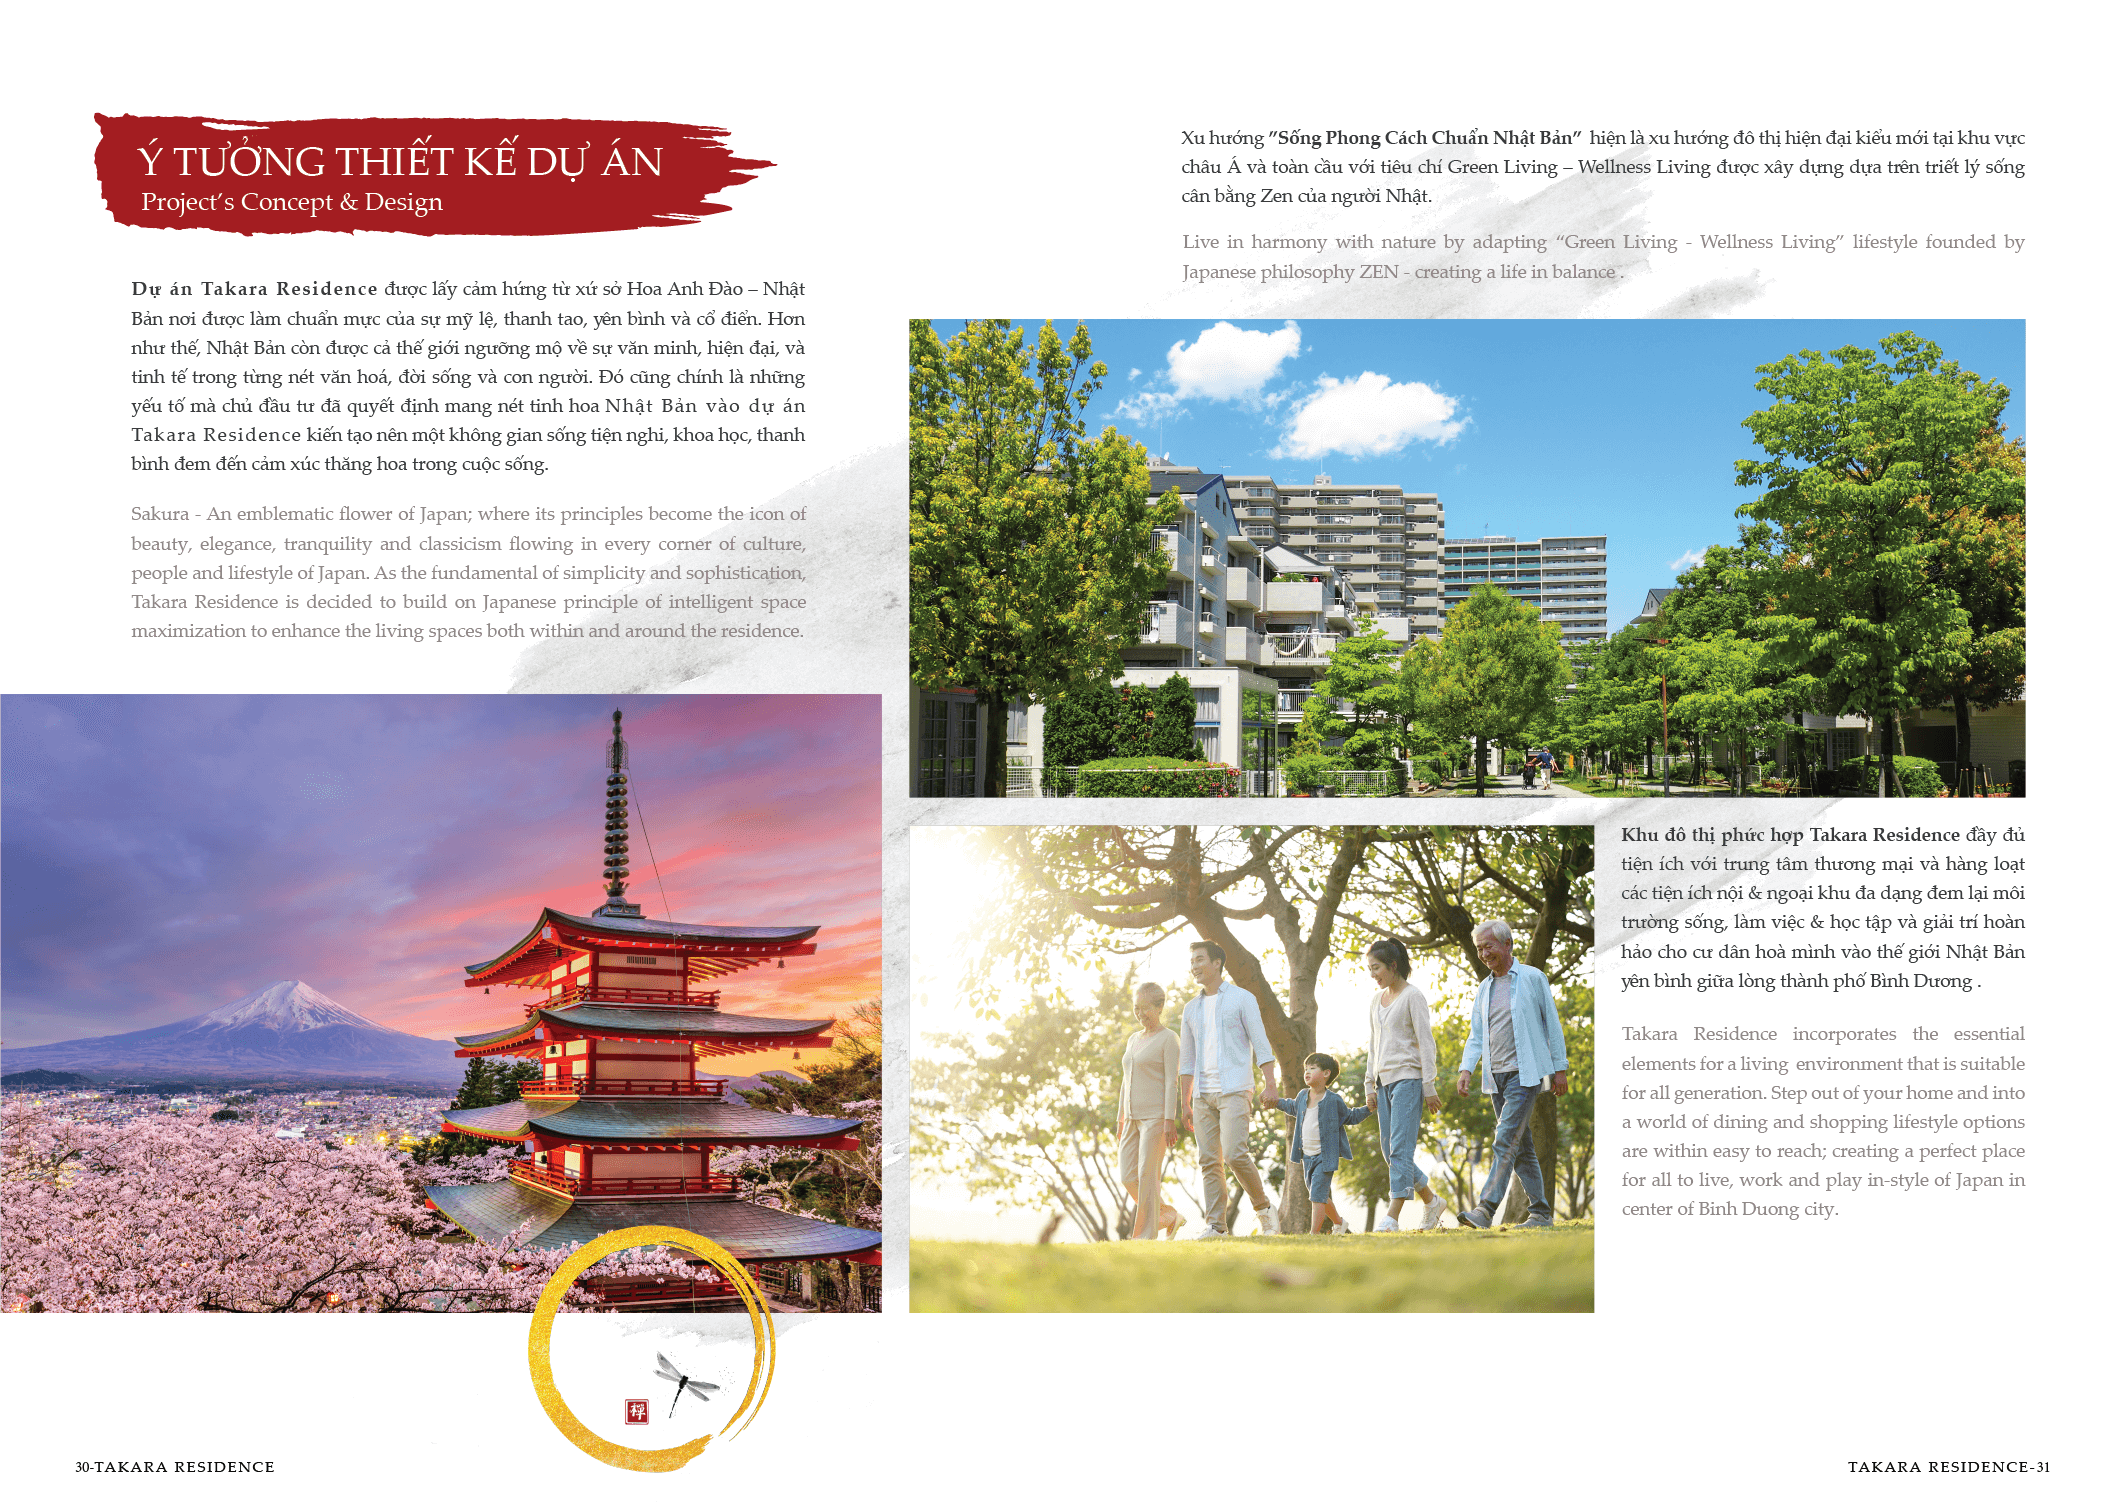 Ý TƯỞNG THIẾT KẾ DỰ ÁN
Project's Concept & Design
Dự án Takara Residence được lấy cảm hứng từ xứ sở Hoa Anh Đào – Nhật
Bản nơi được làm chuẩn mực của sự mỹ lệ, thanh tao, yên bình và cổ điển. Hơn
như thế, Nhật Bản còn được cả thế giới ngưỡng mộ về sự văn minh, hiện đại, và
tinh tế trong từng nét văn hoá, đời sống và con người. Đó cũng chính là những
yếu tố mà chủ đầu tư đã quyết định mang nét tinh hoa Nhật Bản vào dự án
Takara Residence kiến tạo nên một không gian sống tiện nghi, khoa học, thanh
bình đem đến cảm xúc thăng hoa trong cuộc sống.
Sakura - An emblematic flower of Japan; where its principles become the icon of
beauty, elegance, tranquility and classicism flowing in every corner of culture,
people and lifestyle of Japan. As the fundamental of simplicity and sophistication,
Takara Residence is decided to build on Japanese principle of intelligent space
maximization to enhance the living spaces both within and around the residence.
禪
30-TAKARA RESIDENCE
Xu hướng ”Sống Phong Cách Chuẩn Nhật Bản” hiện là xu hướng đô thị hiện đại kiểu mới tại khu vực
châu Á và toàn cầu với tiêu chí Green Living – Wellness Living được xây dựng dựa trên triết lý sống
cân bằng Zen của người Nhật.
Live in harmony with nature by adapting “Green Living - Wellness Living” lifestyle founded by
Japanese philosophy ZEN - creating a life in balance .
Khu đô thị phức hợp Takara Residence đầy đủ
tiện ích với trung tâm thương mại và hàng loạt
các tiện ích nội & ngoại khu đa dạng đem lại môi
trường sống, làm việc & học tập và giải trí hoàn
hảo cho cư dân hoà mình vào thế giới Nhật Bản
yên bình giữa lòng thành phố Bình Dương .
Takara Residence incorporates the essential
elements for a living environment that is suitable
for all generation. Step out of your home and into
a world of dining and shopping lifestyle options
are within easy to reach; creating a perfect place
for all to live, work and play in-style of Japan in
center of Binh Duong city.
TAKARA RESIDENCE-31